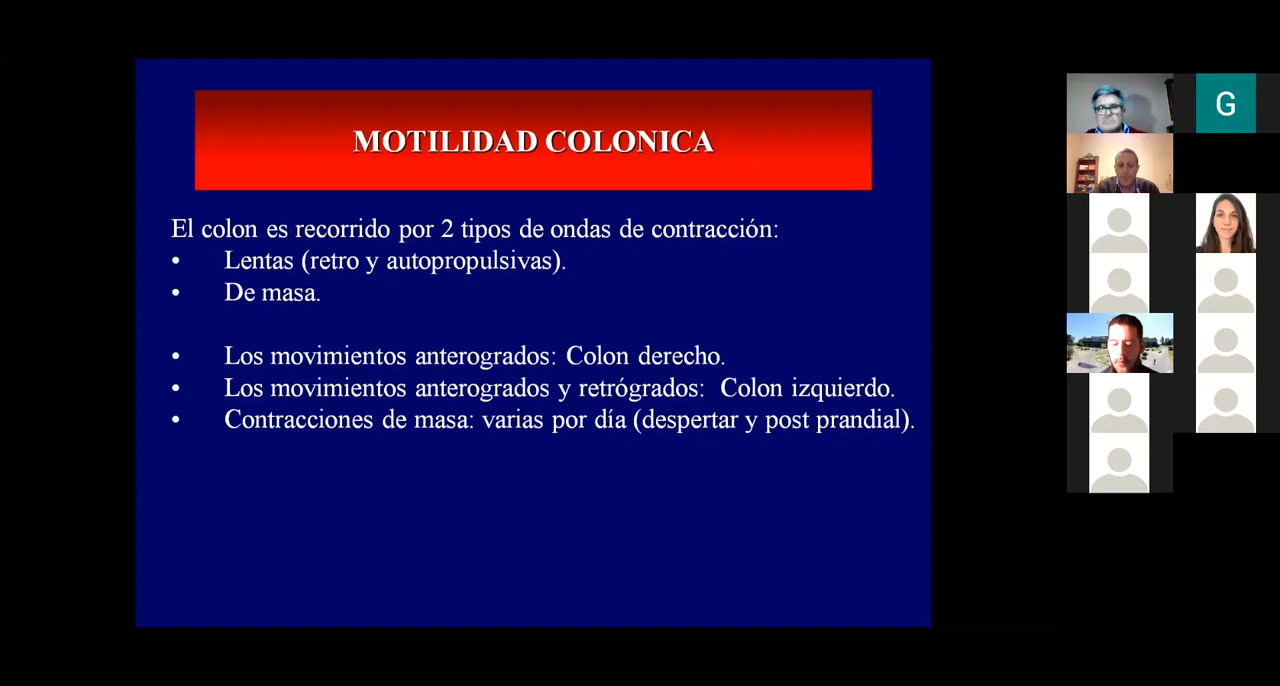 MOTILIDAD COLONICA
El colon es recorrido por 2 tipos de ondas de contracción:
• Lentas (retro y autopropulsivas).
• De masa.
• Los movimientos anterogrados: Colon derecho.
• Los movimientos anterogrados y retrógrados: Colon izquierdo.
• Contracciones de masa: varias por día (despertar y post prandial).
G